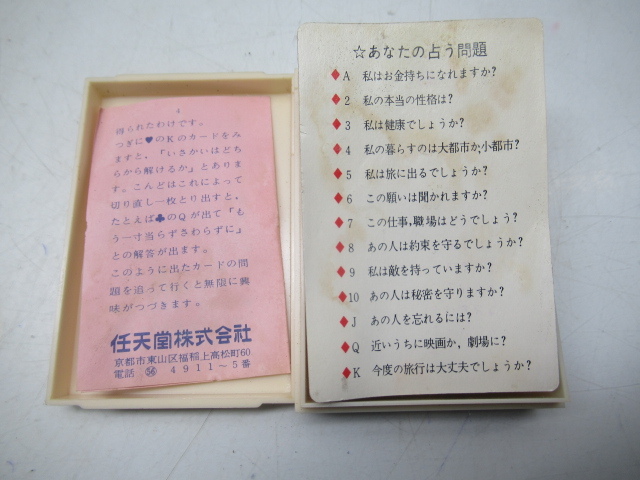 4
得られたわけです。
つぎに♥のKのカードをみ
ますと，『いさかいはどち
らから解けるか』とありま
す。こんどはこれによって
切り直し一枚とり出すと，
たとえば♣のQが出て『も
う一寸当らずさわらずに』
との解答が出ます。
このように出たカードの問
題を追って行くと無限に興
味がつづきます。
任天堂株式会社
京都市東山区福稲上高松町60
電話 (56) 4911〜5番
☆あなたの占う問題
♦A 私はお金持ちになれますか?
♦2 私の本当の性格は?
♦3 私は健康でしょうか?
♦4 私の暮らすのは大都市か,小都市?
♦5 私は旅に出るでしょうか?
♦6 この願いは聞かれますか?
♦7 この仕事,職場はどうでしょう?
♦8 あの人は約束を守るでしょうか?
♦9 私は敵を持っていますか?
♦10 あの人は秘密を守りますか?
♦J あの人を忘れるには?
♦Q 近いうちに映画か,劇場に?
♦K 今度の旅行は大丈夫でしょうか?